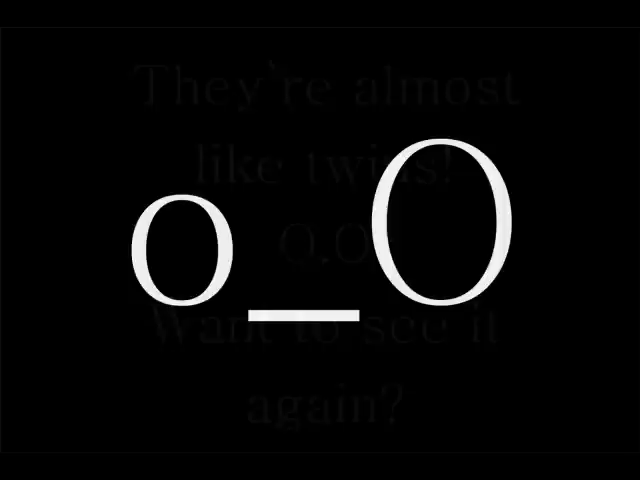 They're almost
like twins!
O.O
o_O
Want to see it
again?